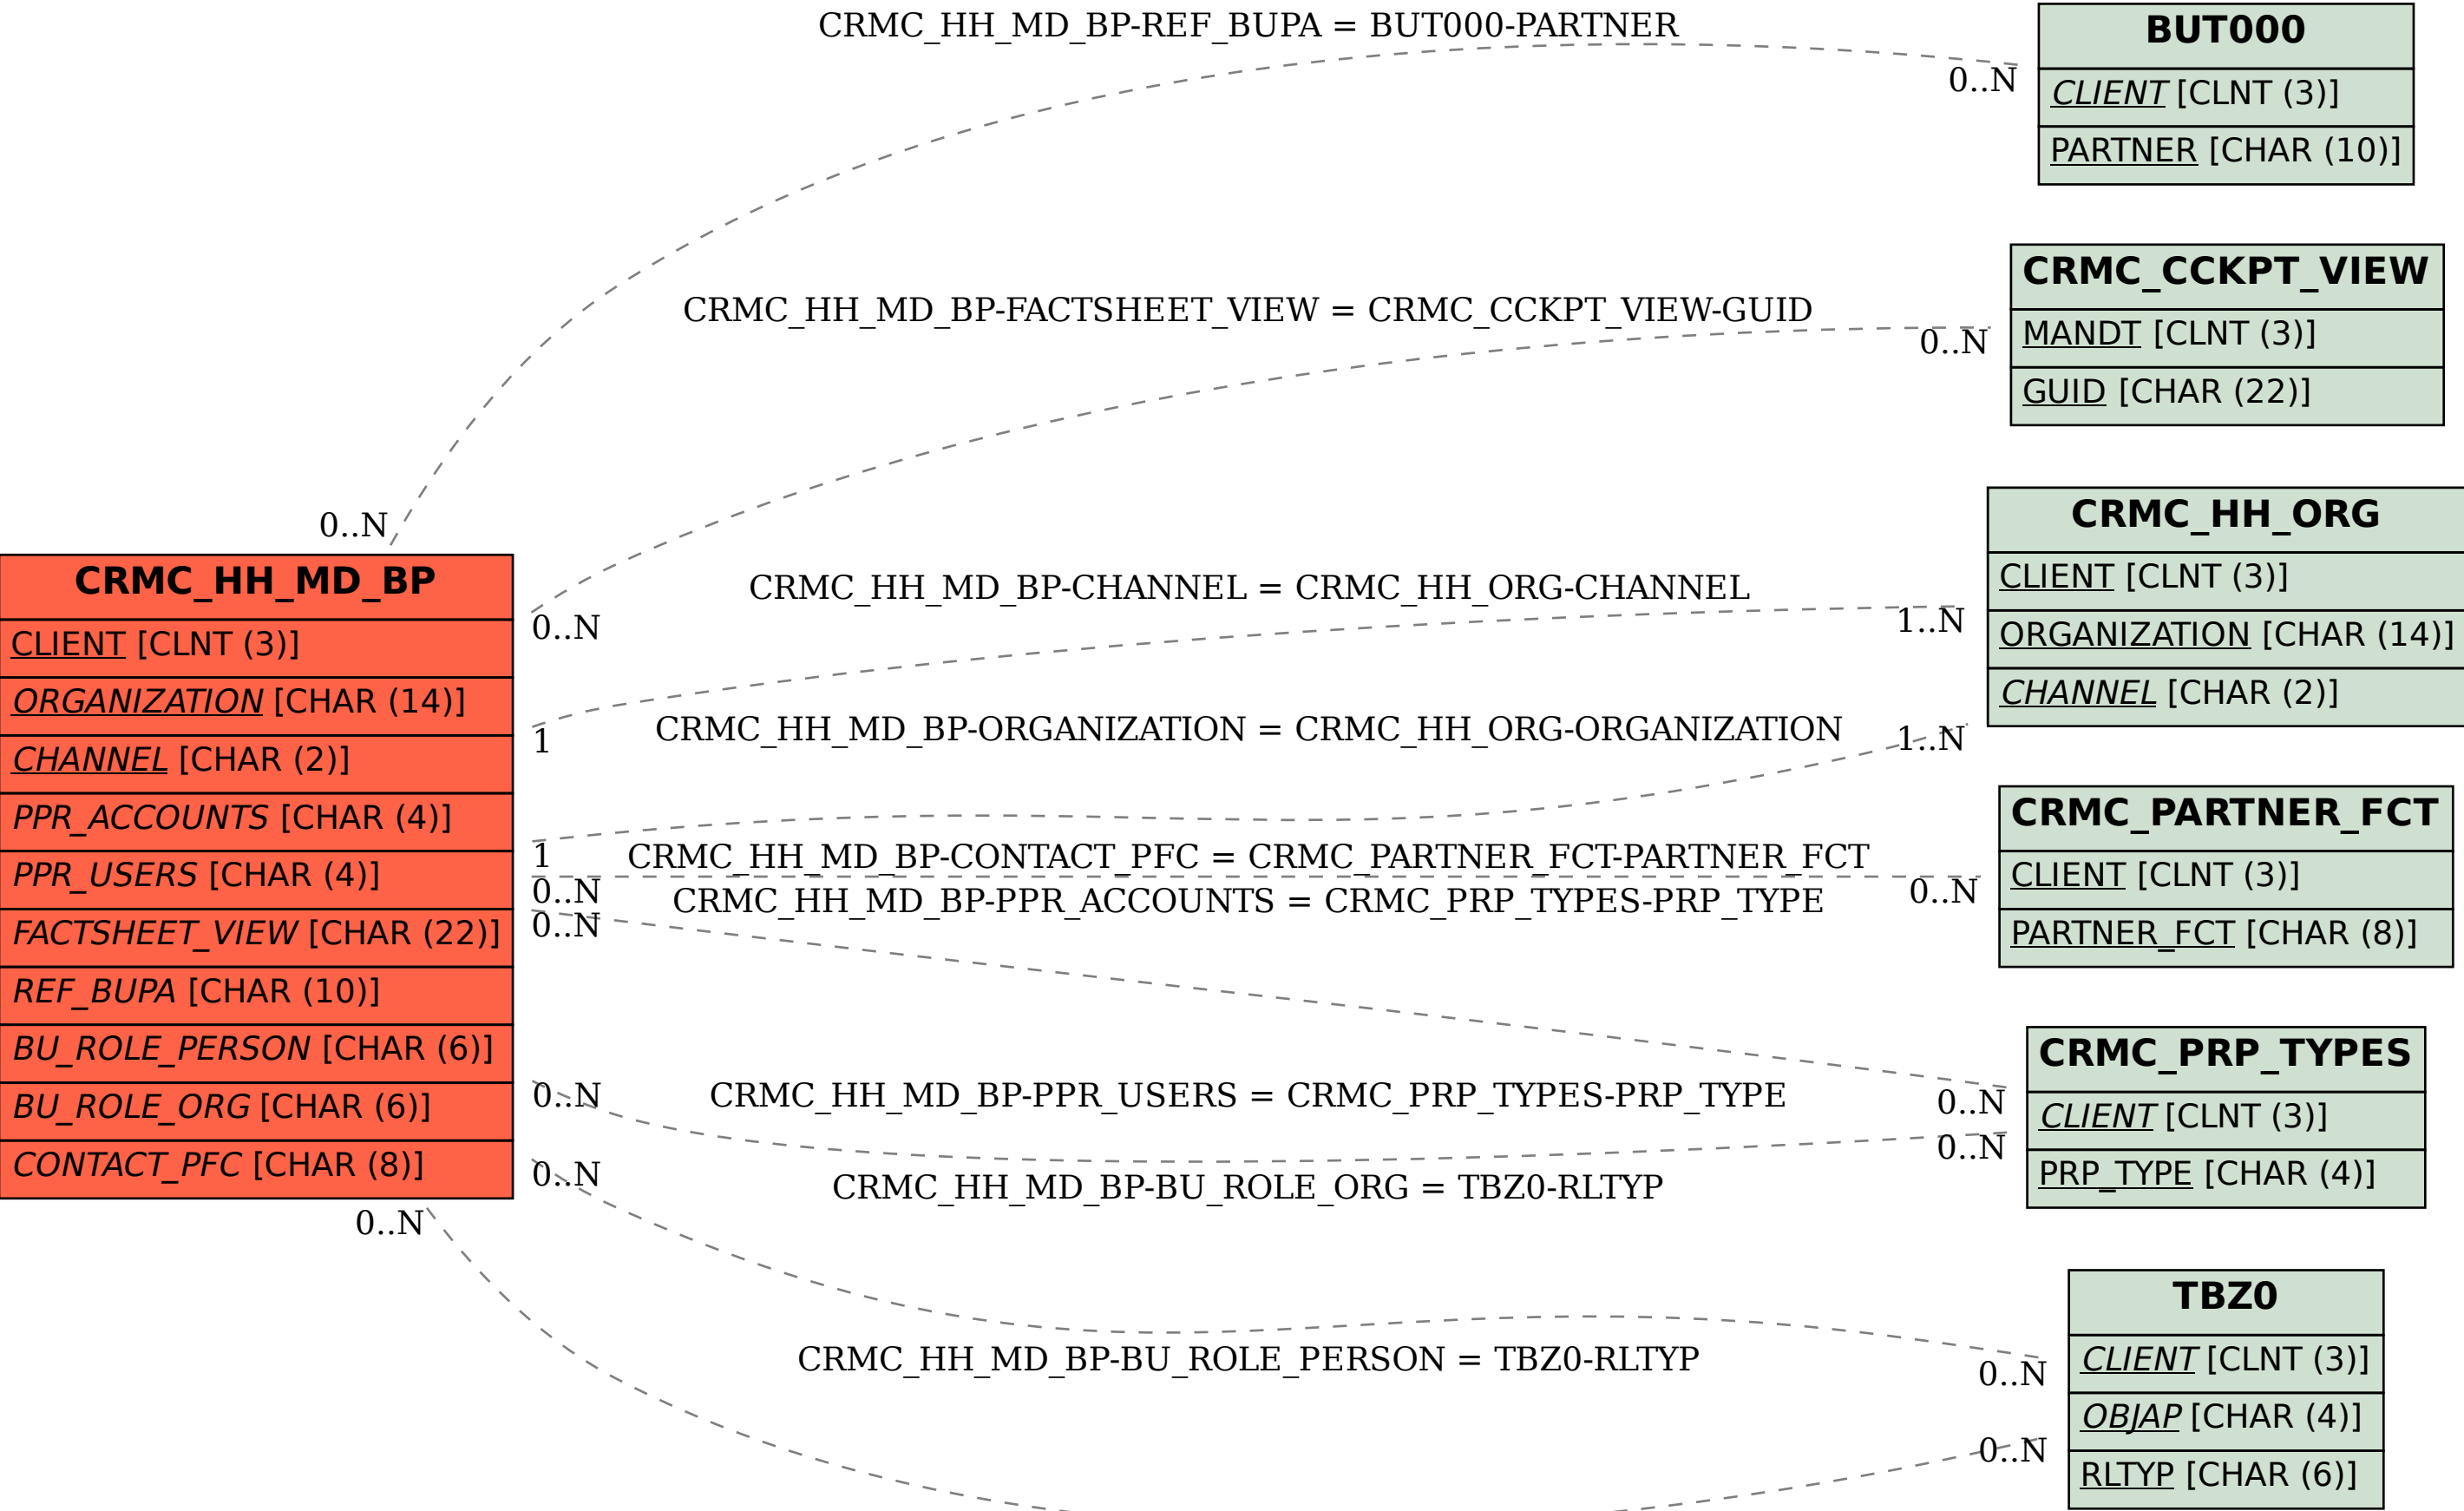 CRMC_HH_MD_BP-REF_BUPA = BUT000-PARTNER
0..N
0..N
BUT000
CLIENT [CLNT (3)]
PARTNER [CHAR (10)]
CRMC_HH_MD_BP-FACTSHEET_VIEW = CRMC_CCKPT_VIEW-GUID
0..N
0..N
CRMC_CCKPT_VIEW
MANDT [CLNT (3)]
GUID [CHAR (22)]
CRMC_HH_MD_BP
CLIENT [CLNT (3)]
ORGANIZATION [CHAR (14)]
CHANNEL [CHAR (2)]
PPR_ACCOUNTS [CHAR (4)]
PPR_USERS [CHAR (4)]
FACTSHEET_VIEW [CHAR (22)]
REF_BUPA [CHAR (10)]
BU_ROLE_PERSON [CHAR (6)]
BU_ROLE_ORG [CHAR (6)]
CONTACT_PFC [CHAR (8)]
CRMC_HH_MD_BP-CHANNEL = CRMC_HH_ORG-CHANNEL
1..N
1
CRMC_HH_MD_BP-ORGANIZATION = CRMC_HH_ORG-ORGANIZATION
1..N
1
CRMC_HH_ORG
CLIENT [CLNT (3)]
ORGANIZATION [CHAR (14)]
CHANNEL [CHAR (2)]
CRMC_HH_MD_BP-CONTACT_PFC = CRMC_PARTNER_FCT-PARTNER_FCT
0..N
0..N
CRMC_PARTNER_FCT
CLIENT [CLNT (3)]
PARTNER_FCT [CHAR (8)]
CRMC_HH_MD_BP-PPR_ACCOUNTS = CRMC_PRP_TYPES-PRP_TYPE
0..N
0..N
CRMC_HH_MD_BP-PPR_USERS = CRMC_PRP_TYPES-PRP_TYPE
0..N
0..N
CRMC_PRP_TYPES
CLIENT [CLNT (3)]
PRP_TYPE [CHAR (4)]
CRMC_HH_MD_BP-BU_ROLE_ORG = TBZ0-RLTYP
0..N
0..N
CRMC_HH_MD_BP-BU_ROLE_PERSON = TBZ0-RLTYP
0..N
0..N
TBZ0
CLIENT [CLNT (3)]
OBJAP [CHAR (4)]
RLTYP [CHAR (6)]